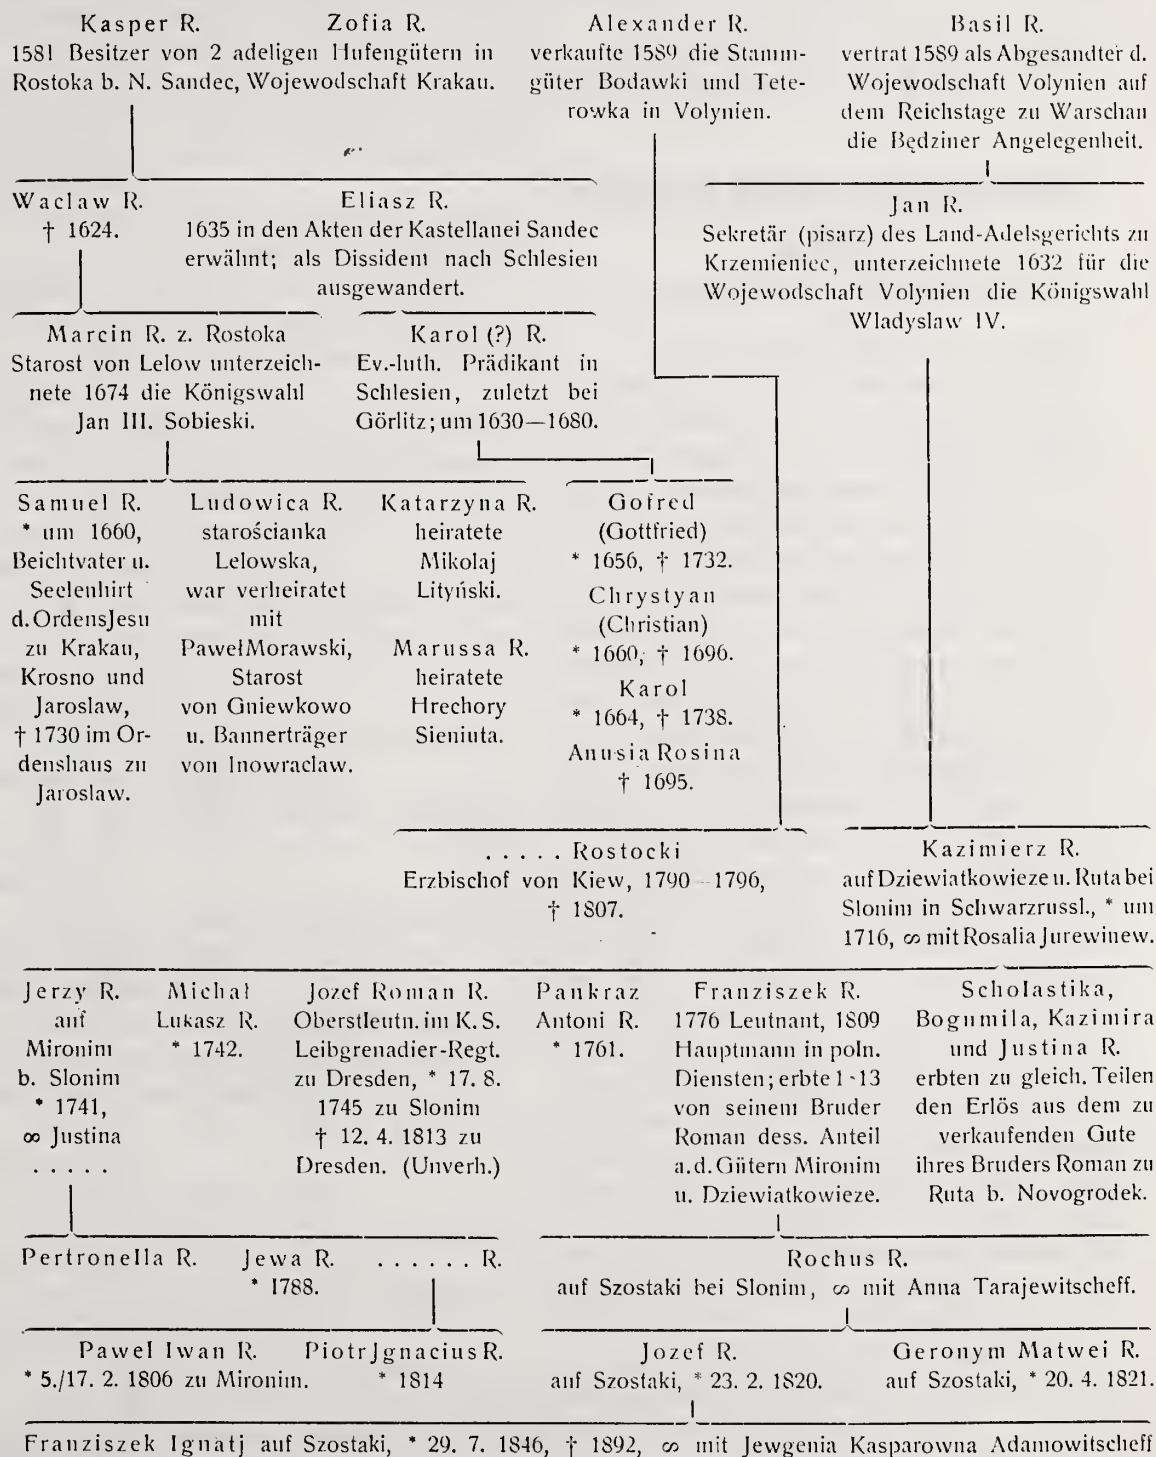 Kasper R. Zofia R.
1581 Besitzer von 2 adeligen Hufengütern in
Rostoka b. N. Sandec, Wojewodschaft Krakau.
Alexander R.
verkaufte 1589 die Stamm-
güter Bodawki und Tete-
rowka in Volynien.
Basil R.
vertrat 1589 als Abgesandter d.
Wojewodschaft Volynien auf
dem Reichstage zu Warschau
die Będziner Angelegenheit.
Waclaw R.
† 1624.
Eliasz R.
1635 in den Akten der Kastellanei Sandec
erwähnt; als Dissident nach Schlesien
ausgewandert.
Jan R.
Sekretär (pisarz) des Land-Adelsgerichts zu
Krzemieniec, unterzeichnete 1632 für die
Wojewodschaft Volynien die Königswahl
Wladyslaw IV.
Marcin R. z. Rostoka
Starost von Lelow unterzeich-
nete 1674 die Königswahl
Jan III. Sobieski.
Karol (?) R.
Ev.-luth. Prädikant in
Schlesien, zuletzt bei
Görlitz; um 1630—1680.
Samuel R.
* um 1660,
Beichtvater u.
Seelenhirt
d. Ordens Jesu
zu Krakau,
Krosno und
Jaroslaw,
† 1730 im Or-
denshaus zu
Jaroslaw.
Ludowica R.
starościanka
Lelowska,
war verheiratet
mit
Paweł Morawski,
Starost
von Gniewkowo
u. Bannerträger
von Inowraclaw.
Katarzyna R.
heiratete
Mikolaj
Lityński.
Marussa R.
heiratete
Hrechory
Sieniuta.
Gofred
(Gottfried)
* 1656, † 1732.
Chrystyan
(Christian)
* 1660, † 1696.
Karol
* 1664, † 1738.
Anusia Rosina
† 1695.
. . . . . Rostocki
Erzbischof von Kiew, 1790–1796,
† 1807.
Kazimierz R.
auf Dziewiatkowieze u. Ruta bei
Slonim in Schwarzrussl., * um
1716, ∞ mit Rosalia Jurewinew.
Jerzy R.
auf
Mironim
b. Slonim
* 1741,
∞ Justina
. . . . .
Michał
Lukasz R.
* 1742.
Jozef Roman R.
Oberstleutn. im K. S.
Leibgrenadier-Regt.
zu Dresden, * 17. 8.
1745 zu Slonim
† 12. 4. 1813 zu
Dresden. (Unverh.)
Pankraz
Antoni R.
* 1761.
Franziszek R.
1776 Leutnant, 1809
Hauptmann in poln.
Diensten; erbte 1·13
von seinem Bruder
Roman dess. Anteil
a. d. Gütern Mironim
u. Dziewiatkowieze.
Scholastika,
Bogumila, Kazimira
und Justina R.
erbten zu gleich. Teilen
den Erlös aus dem zu
verkaufenden Gute
ihres Bruders Roman zu
Ruta b. Novogrodek.
Pertronella R. Jewa R. . . . . . . R.
* 1788.
Rochus R.
auf Szostaki bei Slonim, ∞ mit Anna Tarajewitscheff.
Pawel Iwan R. Piotr Jgnacius R.
* 5./17. 2. 1806 zu Mironim. * 1814
Jozef R.
auf Szostaki, * 23. 2. 1820.
Geronym Matwei R.
auf Szostaki, * 20. 4. 1821.
Franziszek Ignatj auf Szostaki, * 29. 7. 1846, † 1892, ∞ mit Jewgenia Kasparowna Adamowitscheff